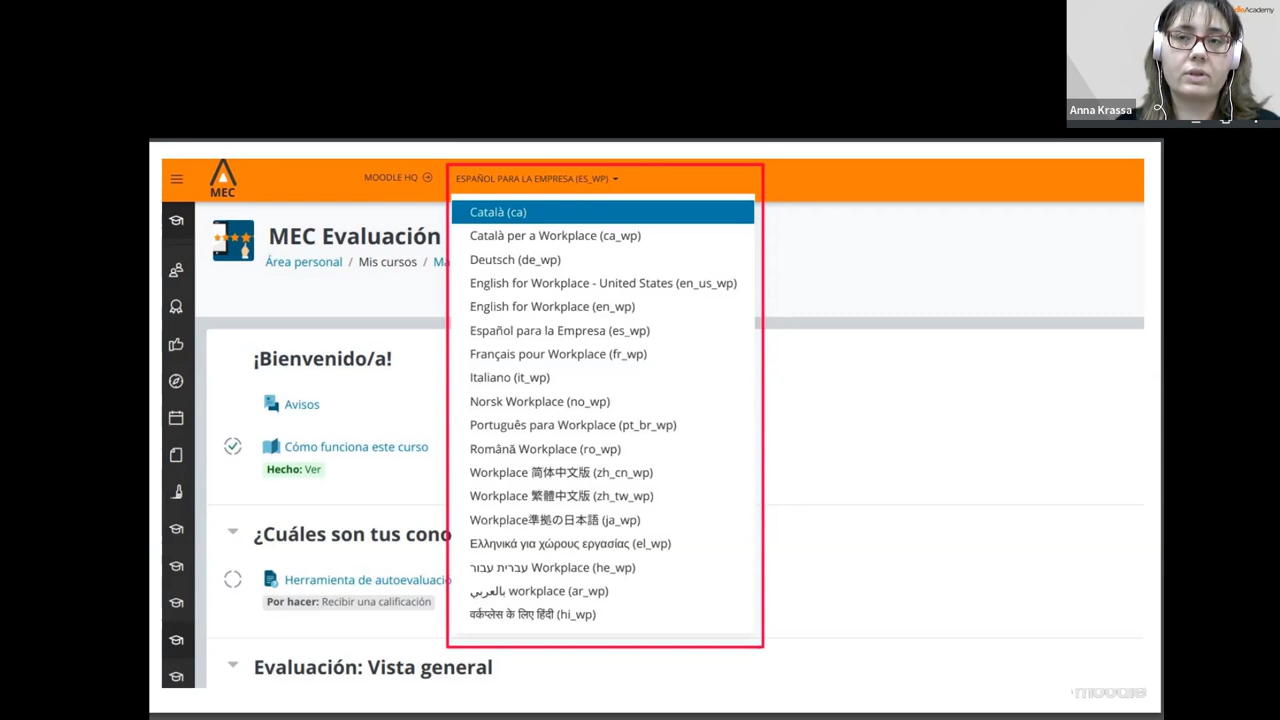 Academy
Anna Krassa
MEC
MOODLE HQ
ESPAÑOL PARA LA EMPRESA (ES_WP)
Català (ca)
Català per a Workplace (ca_wp)
Deutsch (de_wp)
English for Workplace - United States (en_us_wp)
English for Workplace (en_wp)
Español para la Empresa (es_wp)
Français pour Workplace (fr_wp)
Italiano (it_wp)
Norsk Workplace (no_wp)
Português para Workplace (pt_br_wp)
Română Workplace (ro_wp)
Workplace 简体中文版 (zh_cn_wp)
Workplace 繁體中文版 (zh_tw_wp)
Workplace準拠の日本語 (ja_wp)
Ελληνικά για χώρους εργασίας (el_wp)
עברית עבור Workplace (he_wp)
بالعربي workplace (ar_wp)
वर्कप्लेस के लिए हिंदी (hi_wp)
MEC Evaluación
Área personal / Mis cursos / Ma
¡Bienvenido/a!
Avisos
Cómo funciona este curso
Hecho: Ver
¿Cuáles son tus cono
Herramienta de autoevaluació
Por hacer: Recibir una calificación
Evaluación: Vista general
moodle